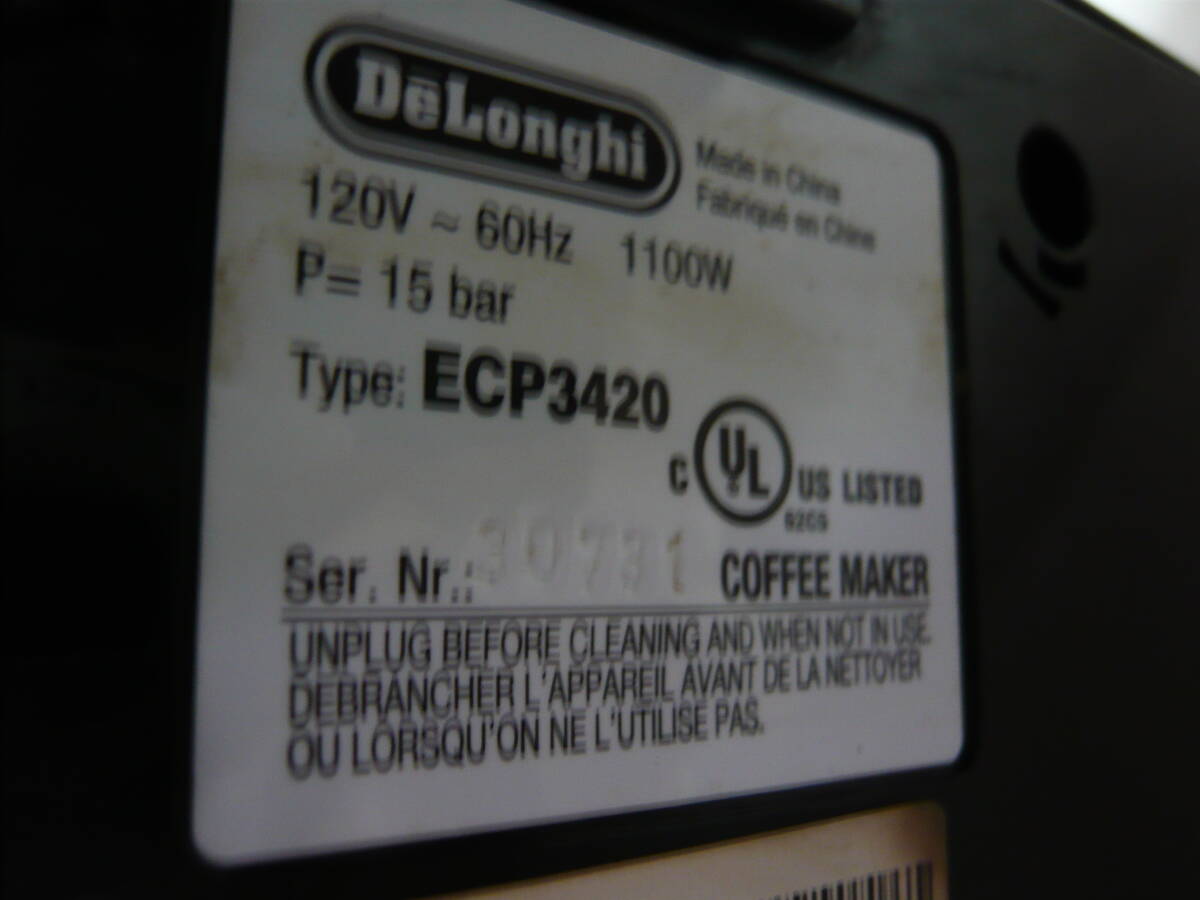 DēLonghi
Made in China
Fabriqué en Chine
120V ~ 60Hz 1100W
P= 15 bar
Type: ECP3420
C UL US LISTED
Ser. Nr.: 30731 COFFEE MAKER
UNPLUG BEFORE CLEANING AND WHEN NOT IN USE.
DEBRANCHER L'APPAREIL AVANT DE LA NETTOYER
OU LORSQU'ON NE L'UTILISE PAS.